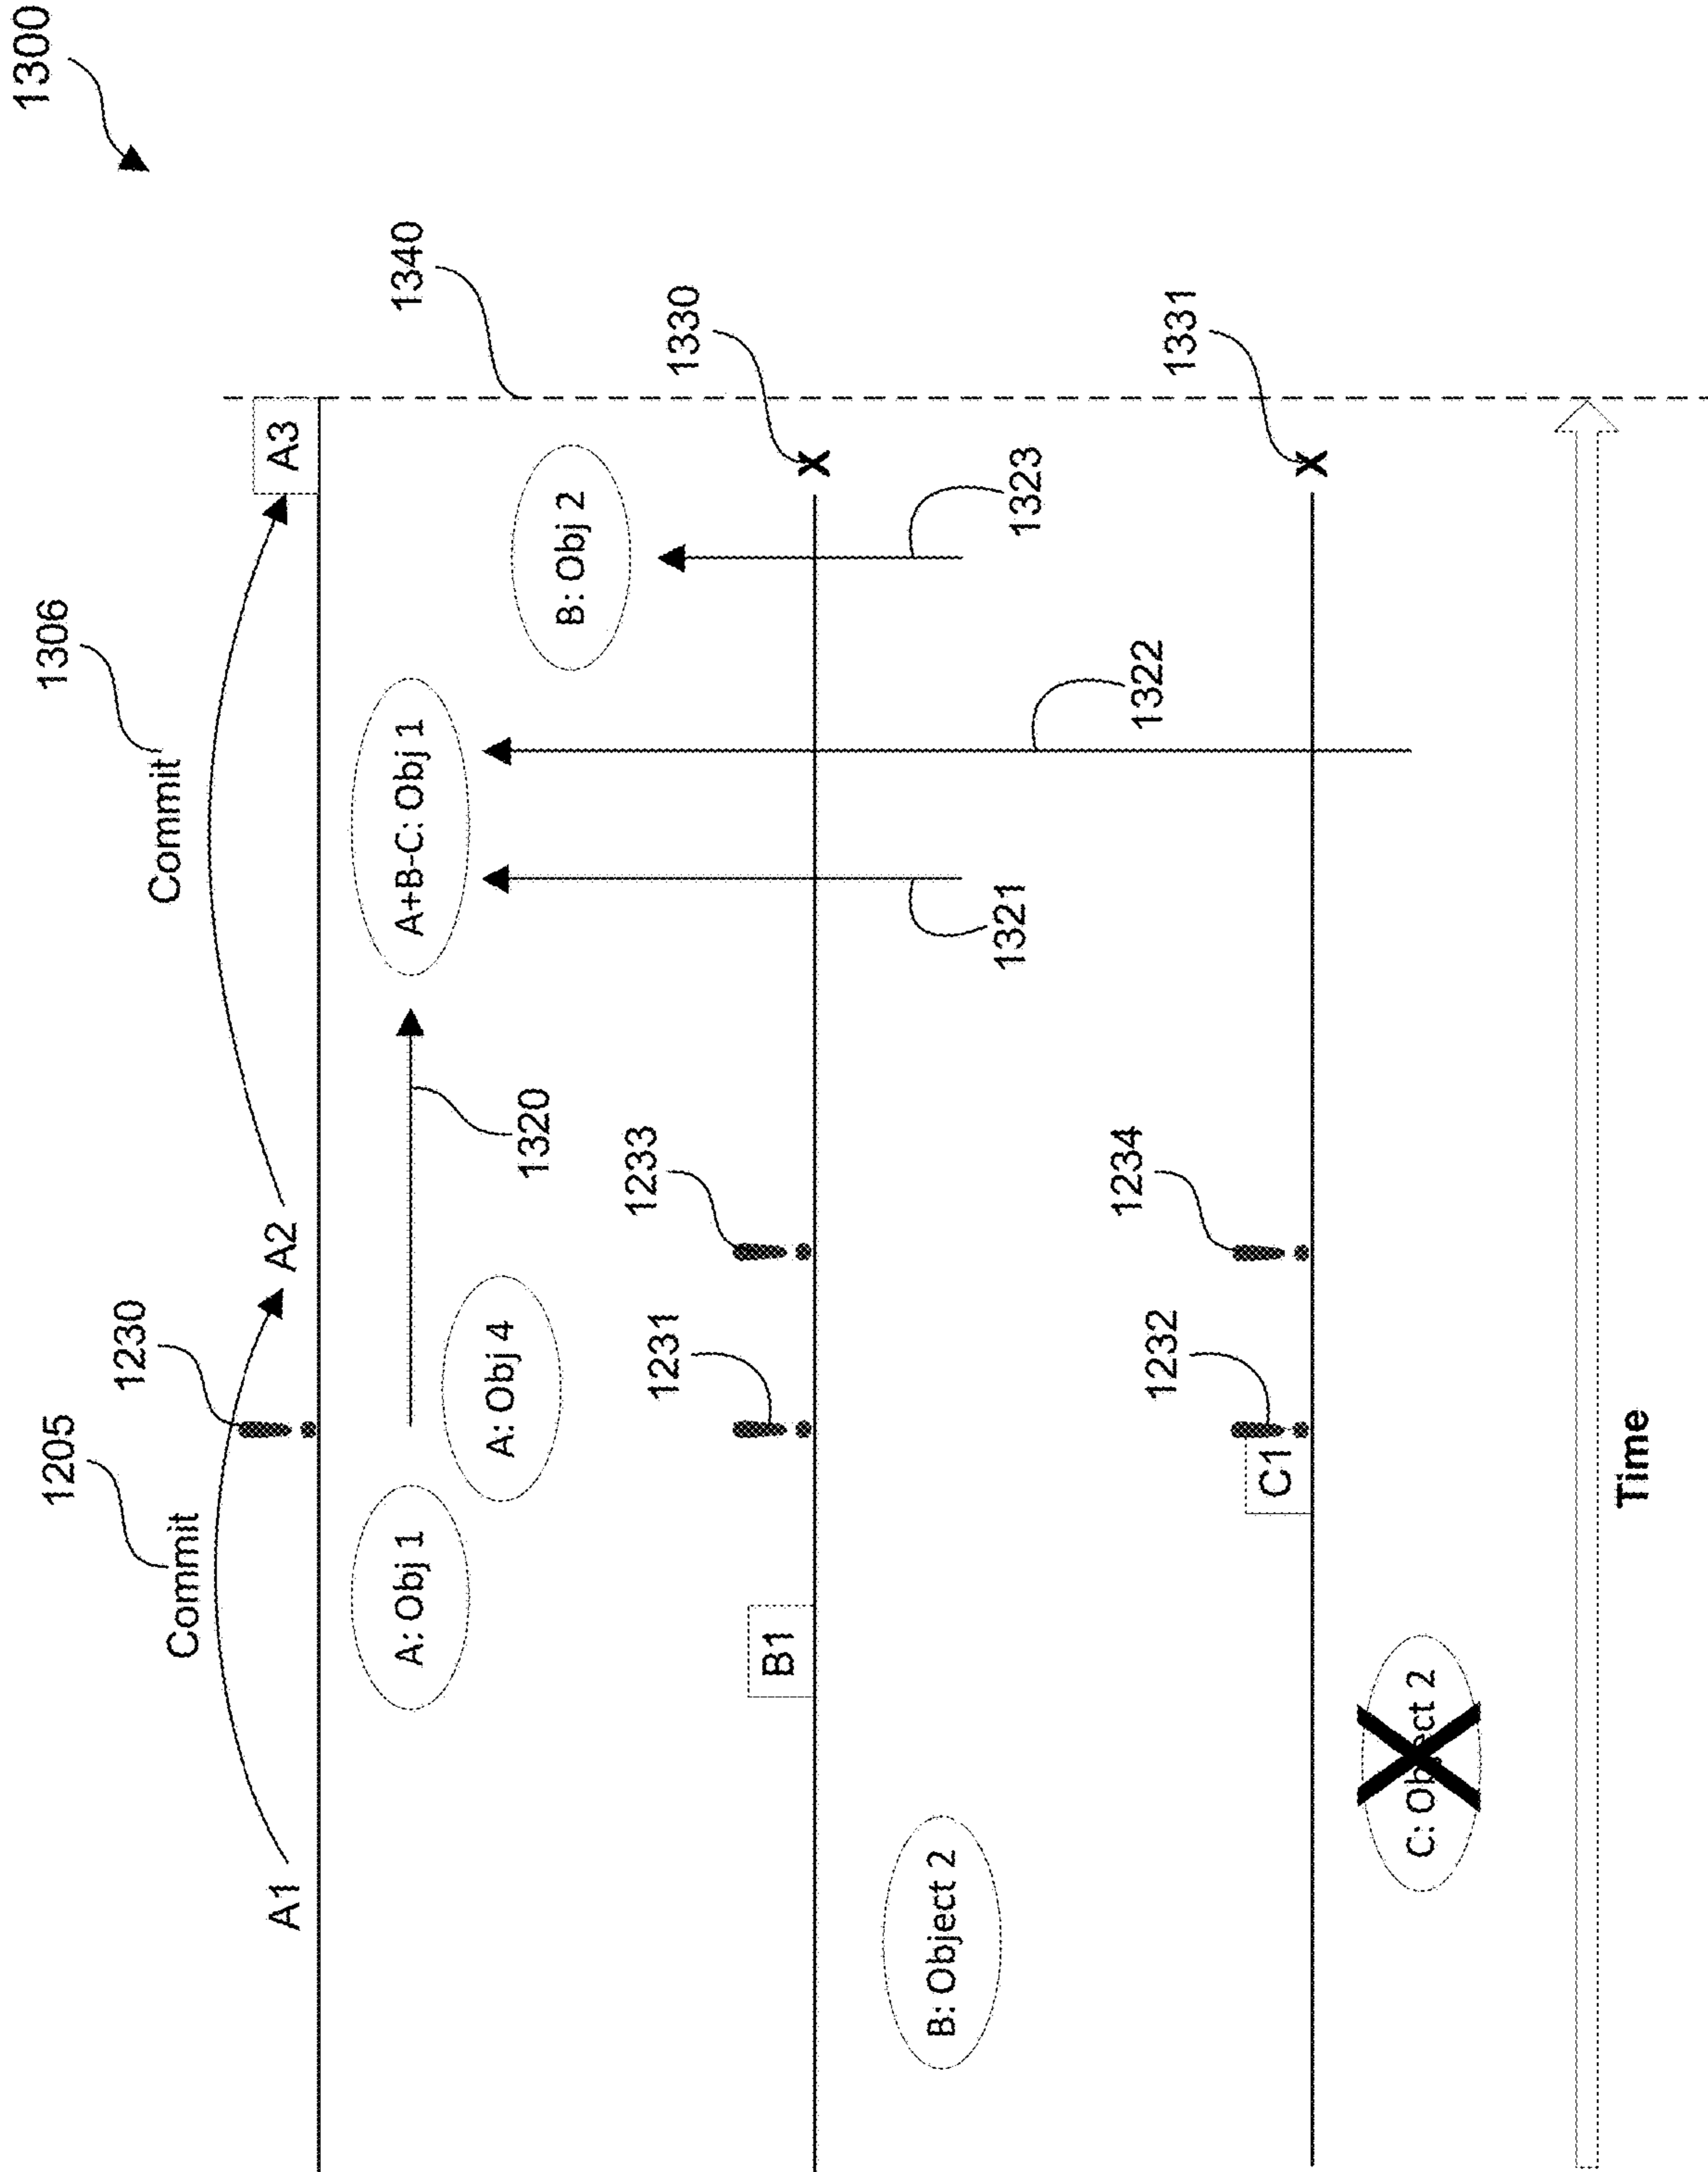 1300
1205
Commit
1230
1306
Commit
A1
A2
A3
1340
A: Obj 1
A: Obj 4
1320
A+B-C: Obj 1
B: Obj 2
1231
1233
1330
B1
B: Object 2
1321
1323
1322
1232
1234
1331
C1
C: Object 2
Time